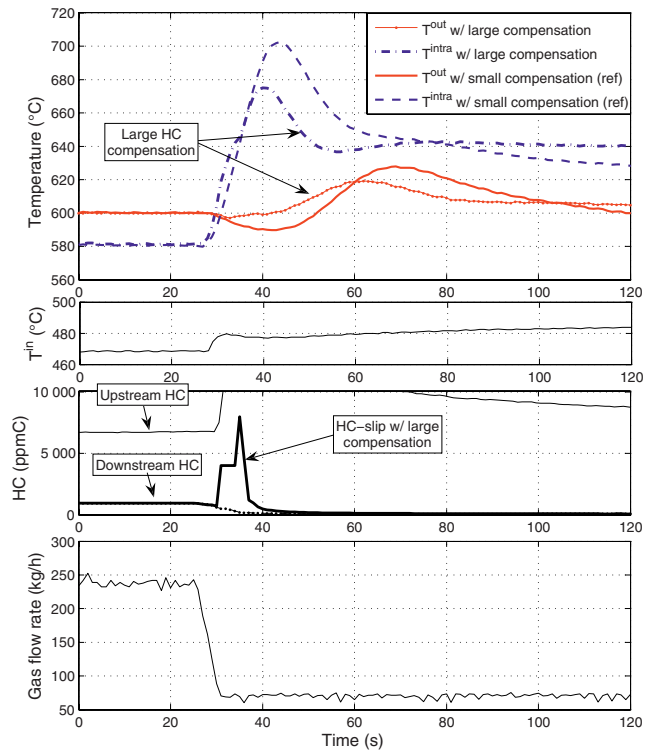 720
700
680
660
640
620
600
580
560
Temperature (°C)
T^out w/ large compensation
T^intra w/ large compensation
T^out w/ small compensation (ref)
T^intra w/ small compensation (ref)
Large HC
compensation
0 20 40 60 80 100 120
500
480
460
T^in (°C)
0 20 40 60 80 100 120
10 000
5 000
0
HC (ppmC)
Upstream HC
Downstream HC
HC–slip w/ large
compensation
0 20 40 60 80 100 120
300
250
200
150
100
50
Gas flow rate (kg/h)
0 20 40 60 80 100 120
Time (s)